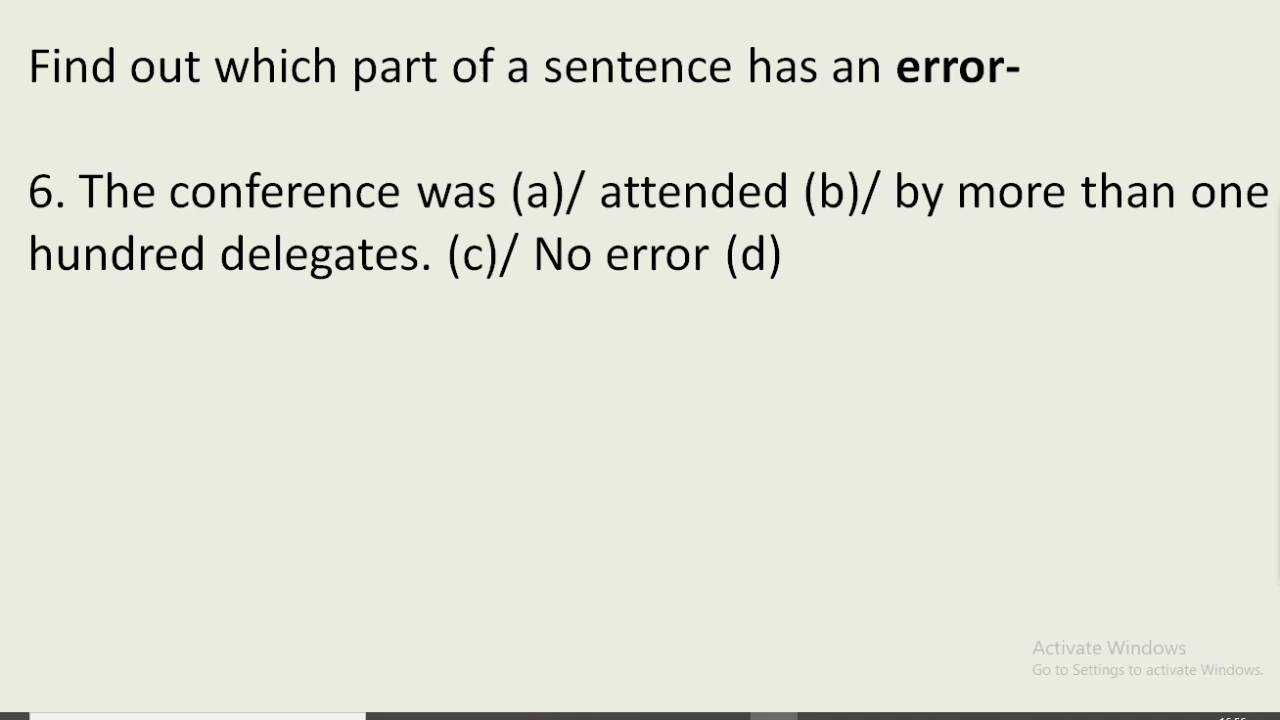 Find out which part of a sentence has an error-
6. The conference was (a)/ attended (b)/ by more than one
hundred delegates. (c)/ No error (d)
Activate Windows
Go to Settings to activate Windows.